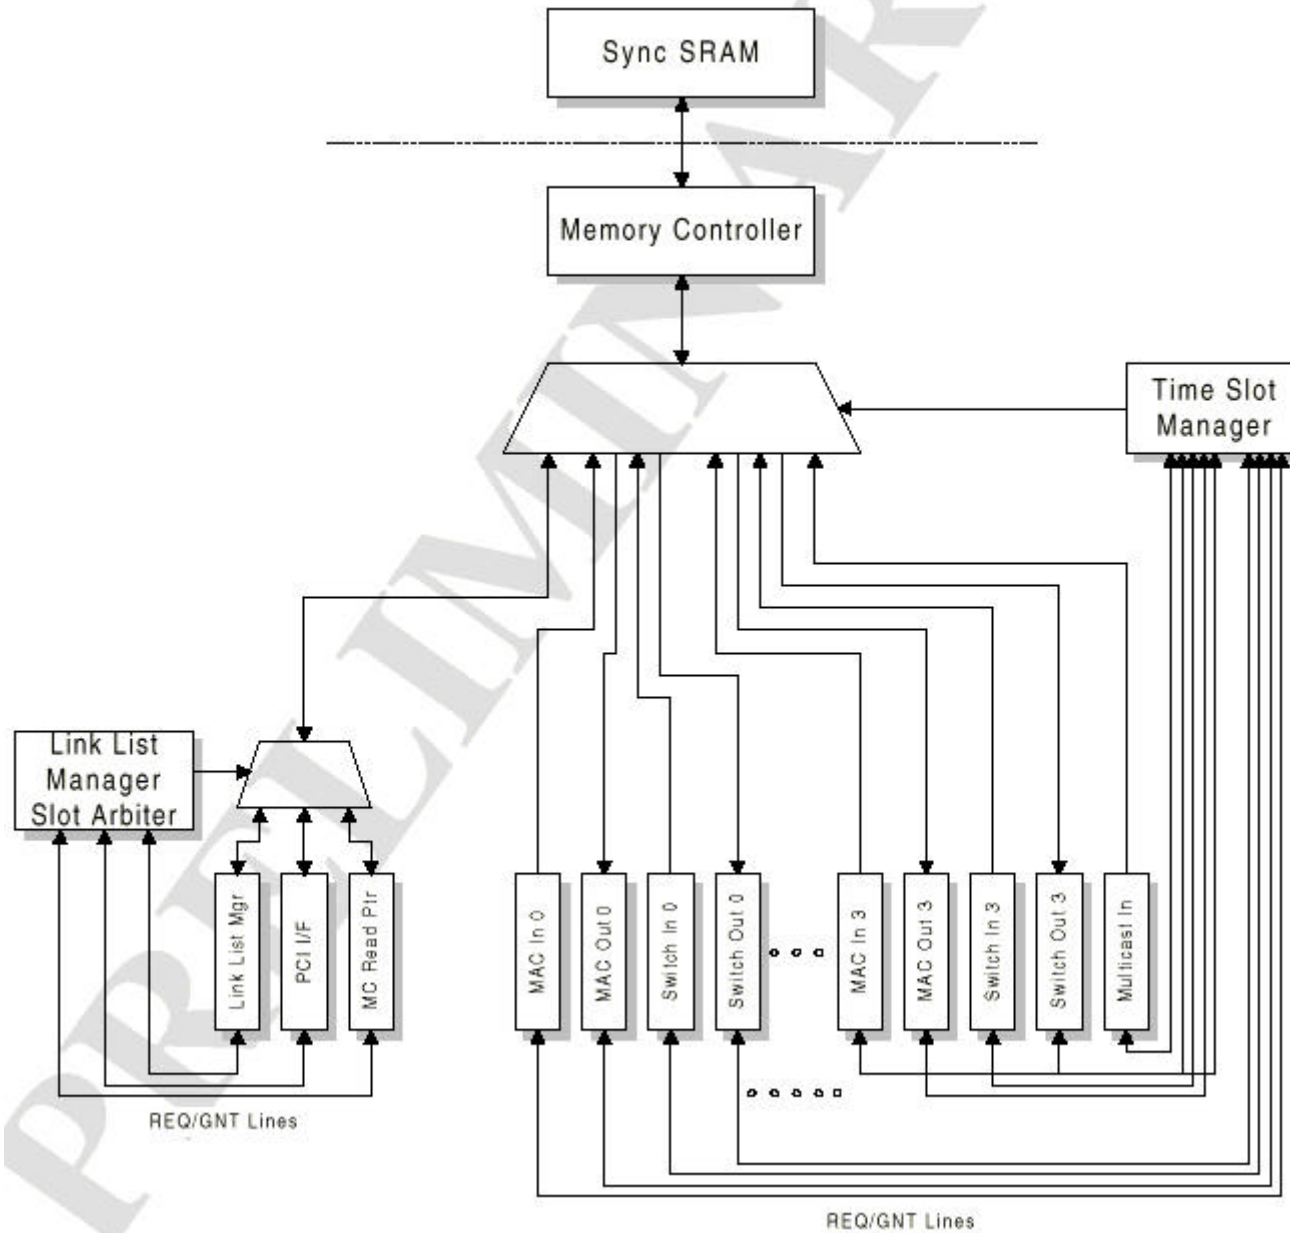 Sync SRAM
Memory Controller
Time Slot
Manager
Link List
Manager
Slot Arbiter
Link List Mgr
PCI I/F
MC Read Ptr
MAC In 0
MAC Out 0
Switch In 0
Switch Out 0
MAC In 3
MAC Out 3
Switch In 3
Switch Out 3
Multicast In
REQ/GNT Lines
REQ/GNT Lines
PRELIMINAR